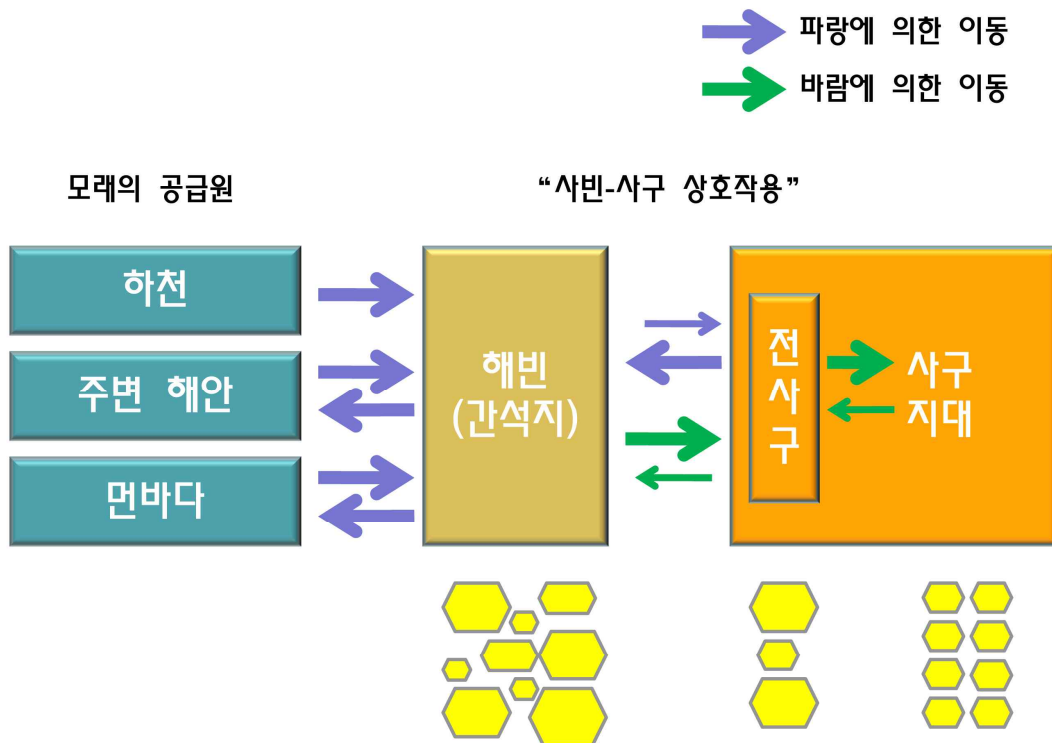 파랑에 의한 이동
바람에 의한 이동
모래의 공급원
“사빈-사구 상호작용”
하천
주변 해안
먼바다
해빈
(간석지)
전
사
구
사구
지대